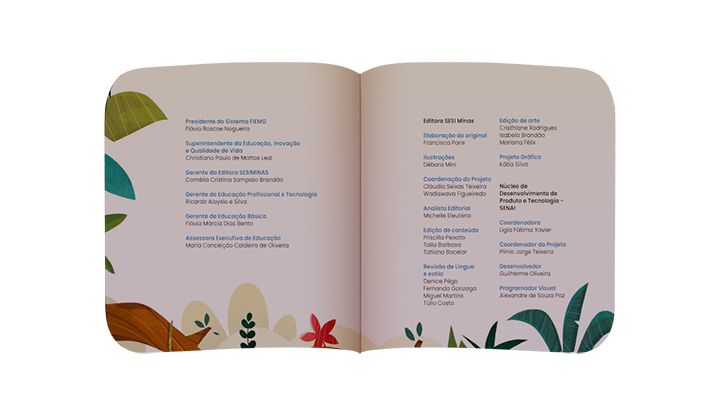 Presidente do Sistema FIEMG
Flávio Roscoe Nogueira
Superintendente da Educação, Inovação
e Qualidade de Vida
Christiano Paulo de Mattos Leal
Gerente da Editora SESIMINAS
Cornélia Cristina Sampaio Brandão
Gerente de Educação Profissional e Tecnologia
Ricardo Aloysio e Silva
Gerente de Educação Básica
Flávia Márcia Dias Bento
Assessora Executiva de Educação
Maria Conceição Caldeira de Oliveira
Editora SESI Minas
Elaboração do original
Francisca Paris
Ilustrações
Débora Mini
Coordenação do Projeto
Cláudia Seixas Teixeira
Wadiswava Figueiredo
Analista Editorial
Michelle Eleutério
Edição de conteúdo
Priscilla Peixoto
Talia Barbosa
Tatiana Bacelar
Revisão de Língua
e estilo
Denice Pêgo
Fernanda Gonzaga
Miguel Martins
Túlio Costa
Edição de arte
Cristhiane Rodrigues
Isabela Brandão
Mariana Félix
Projeto Gráfico
Kátia Silva
Núcleo de
Desenvolvimento de
Produto e Tecnologia -
SENAI
Coordenadora
Ligia Fátima Xavier
Coordenador do Projeto
Plínio Jorge Teixeira
Desenvolvedor
Guilherme Oliveira
Programador Visual
Alexandre de Souza Paz